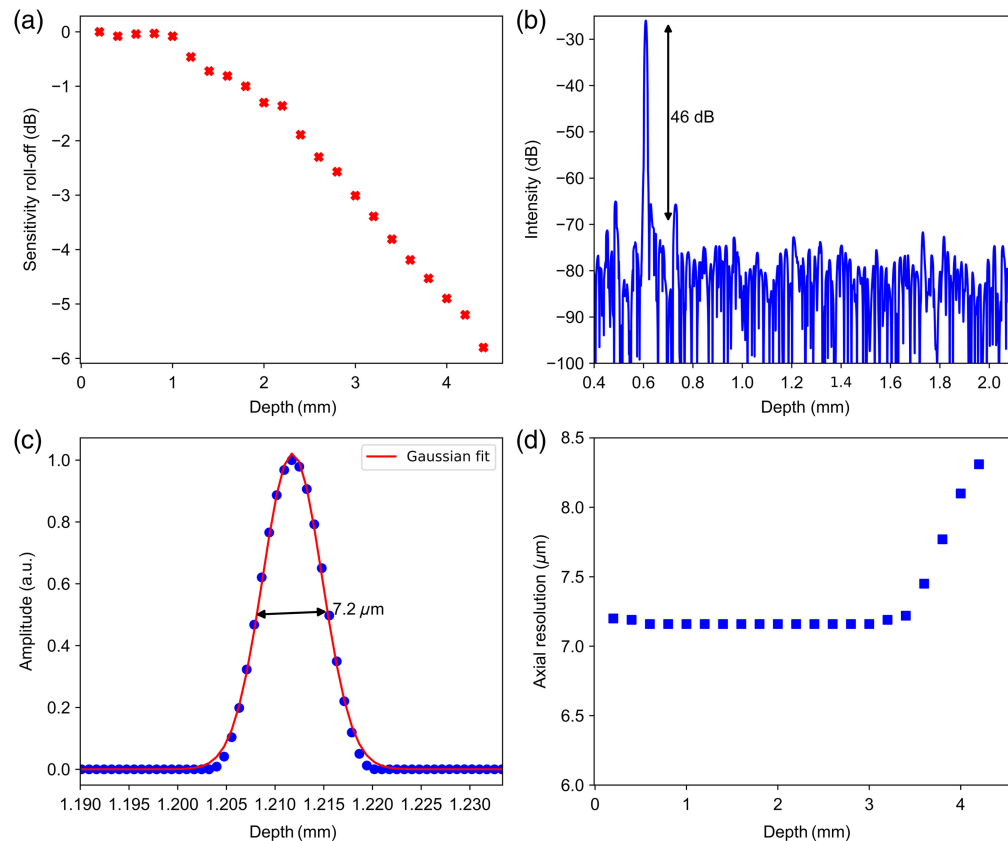 (a)
0
−1
−2
−3
−4
−5
−6
Sensitivity roll-off (dB)
0 1 2 3 4
Depth (mm)
(b)
−30
−40
−50
−60
−70
−80
−90
−100
Intensity (dB)
46 dB
0.4 0.6 0.8 1.0 1.2 1.4 1.6 1.8 2.0
Depth (mm)
(c)
1.0
0.8
0.6
0.4
0.2
0.0
Amplitude (a.u.)
Gaussian fit
7.2 μm
1.190 1.195 1.200 1.205 1.210 1.215 1.220 1.225 1.230
Depth (mm)
(d)
8.5
8.0
7.5
7.0
6.5
6.0
Axial resolution (μm)
0 1 2 3 4
Depth (mm)